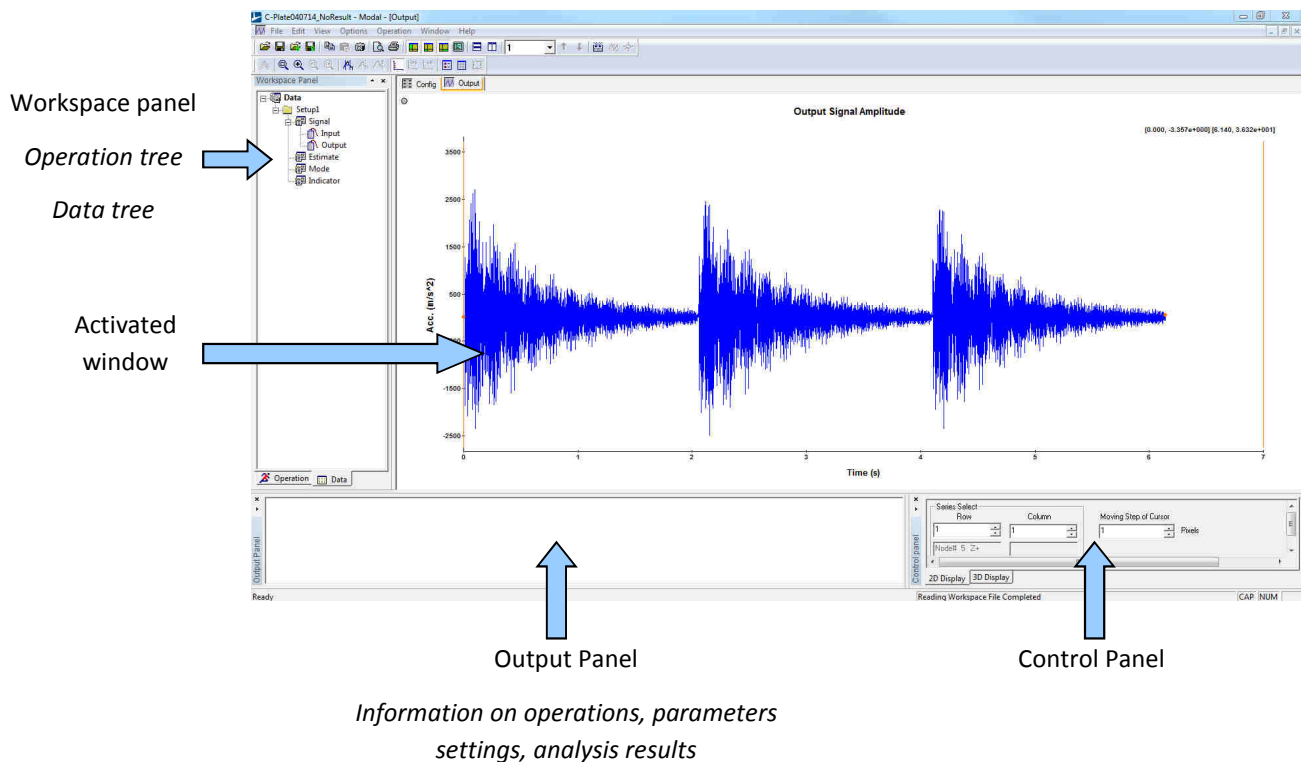 C-Plate040714_NoResult - Modal - [Output]
File Edit View Options Operation Window Help
1
Workspace Panel
Data
Setup1
Signal
Input
Output
Estimate
Mode
Indicator
Operation Data
Config Output
Output Signal Amplitude
[0.000, -3.357e+000] [6.140, 3.632e+001]
3500
2500
1500
500
-1500
-2500
Acc. (m/s^2)
0 1 2 3 4 5 6 7
Time (s)
Workspace panel
Operation tree
Data tree
Activated
window
Output Panel
Control panel
Series Select
Row Column Moving Step of Cursor
1 1 1 Pixels
Node# 5 Z+
2D Display 3D Display
Ready
Reading Workspace File Completed CAP NUM
Output Panel
Control Panel
Information on operations, parameters
settings, analysis results